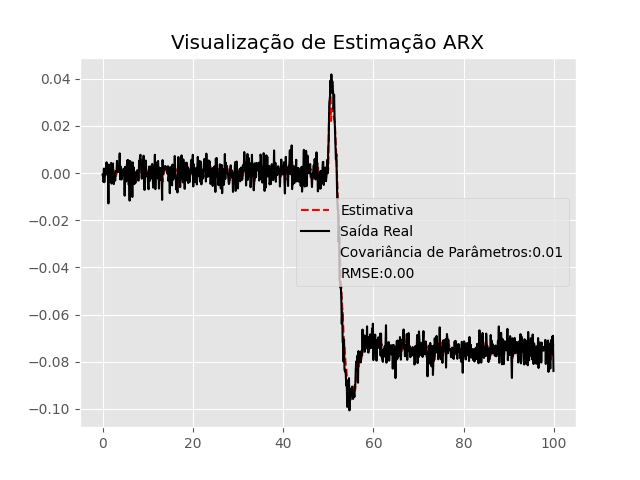 Visualização de Estimação ARX
0.04
0.02
0.00
−0.02
−0.04
−0.06
−0.08
−0.10
Estimativa
Saída Real
Covariância de Parâmetros:0.01
RMSE:0.00
0 20 40 60 80 100